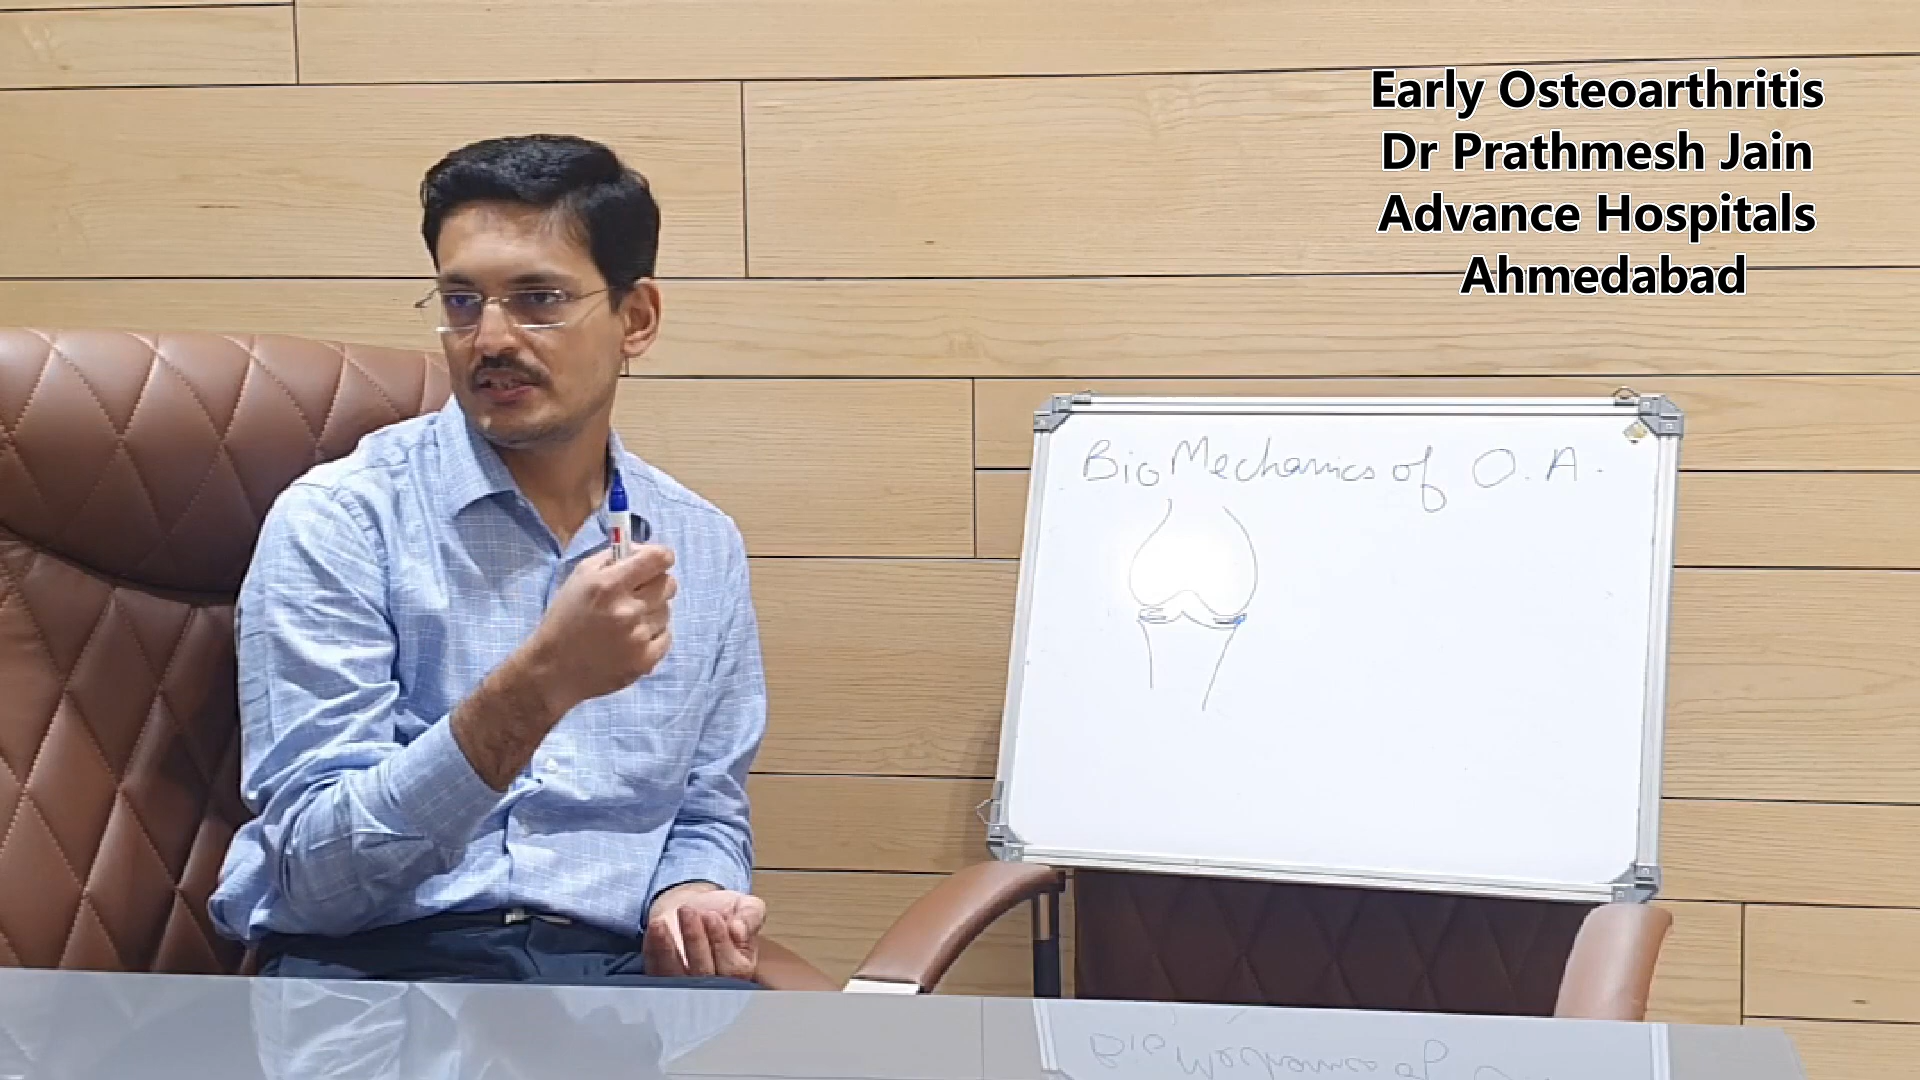 Early Osteoarthritis
Dr Prathmesh Jain
Advance Hospitals
Ahmedabad
BioMechanics of O.A.